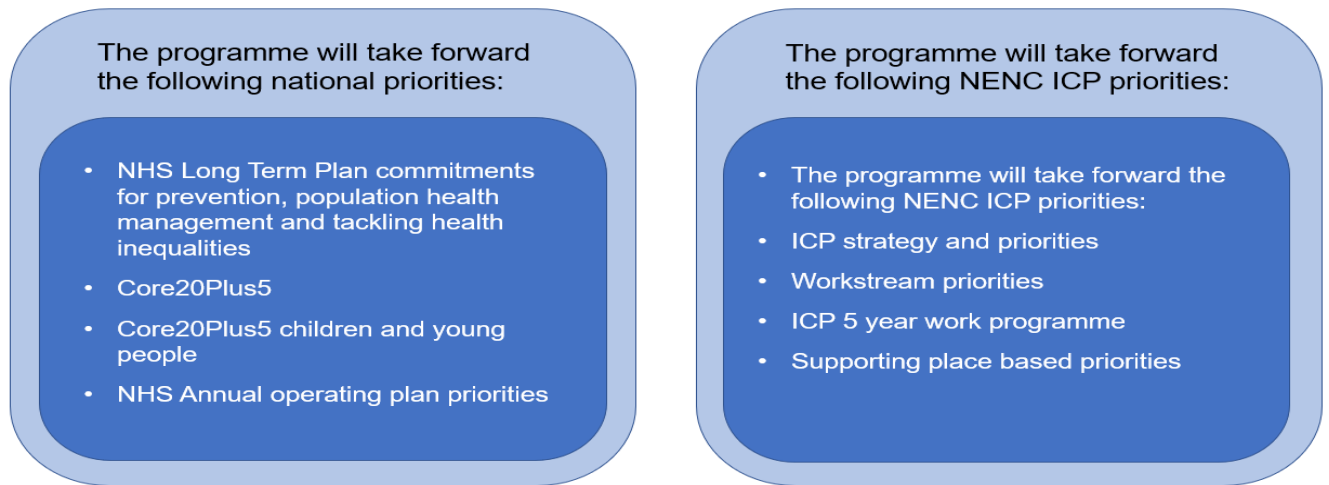 The programme will take forward
the following national priorities:
• NHS Long Term Plan commitments
for prevention, population health
management and tackling health
inequalities
• Core20Plus5
• Core20Plus5 children and young
people
• NHS Annual operating plan priorities
The programme will take forward
the following NENC ICP priorities:
• The programme will take forward the
following NENC ICP priorities:
• ICP strategy and priorities
• Workstream priorities
• ICP 5 year work programme
• Supporting place based priorities